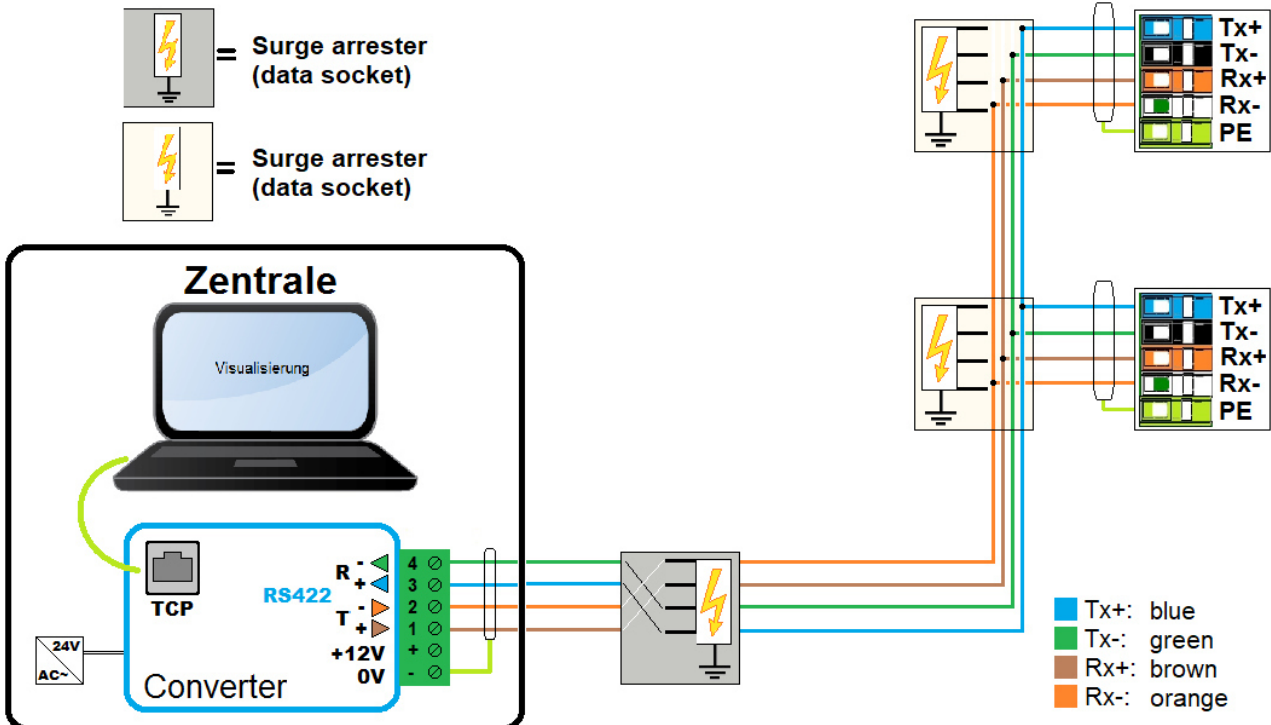 = Surge arrester
(data socket)
= Surge arrester
(data socket)
Tx+
Tx-
Rx+
Rx-
PE
Tx+
Tx-
Rx+
Rx-
PE
Zentrale
Visualisierung
TCP
RS422
R - 4
+ 3
T - 2
+ 1
+12V +
0V -
24V
AC~
Converter
Tx+: blue
Tx-: green
Rx+: brown
Rx-: orange